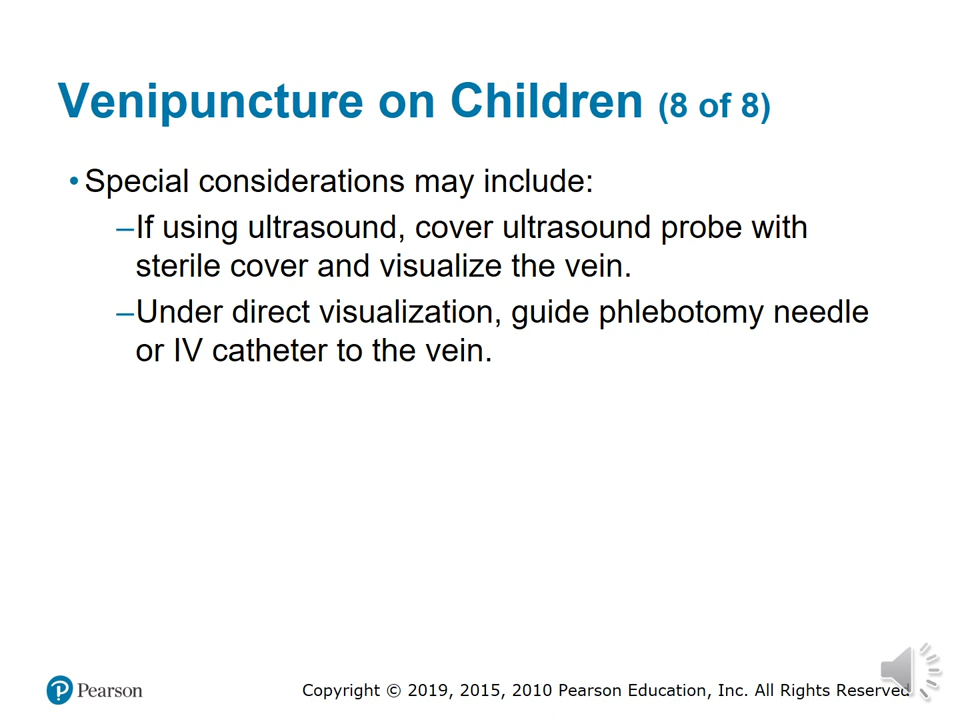 Venipuncture on Children (8 of 8)
• Special considerations may include:
–If using ultrasound, cover ultrasound probe with
sterile cover and visualize the vein.
–Under direct visualization, guide phlebotomy needle
or IV catheter to the vein.
Pearson
Copyright © 2019, 2015, 2010 Pearson Education, Inc. All Rights Reserved